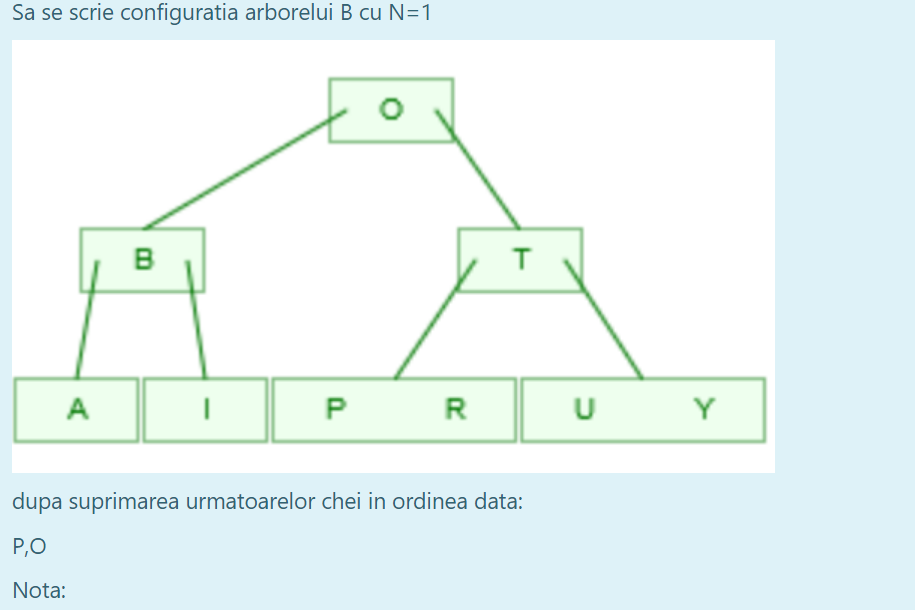 Sa se scrie configuratia arborelui B cu N=1
O
B T
A I P R U Y
dupa suprimarea urmatoarelor chei in ordinea data:
P,O
Nota: